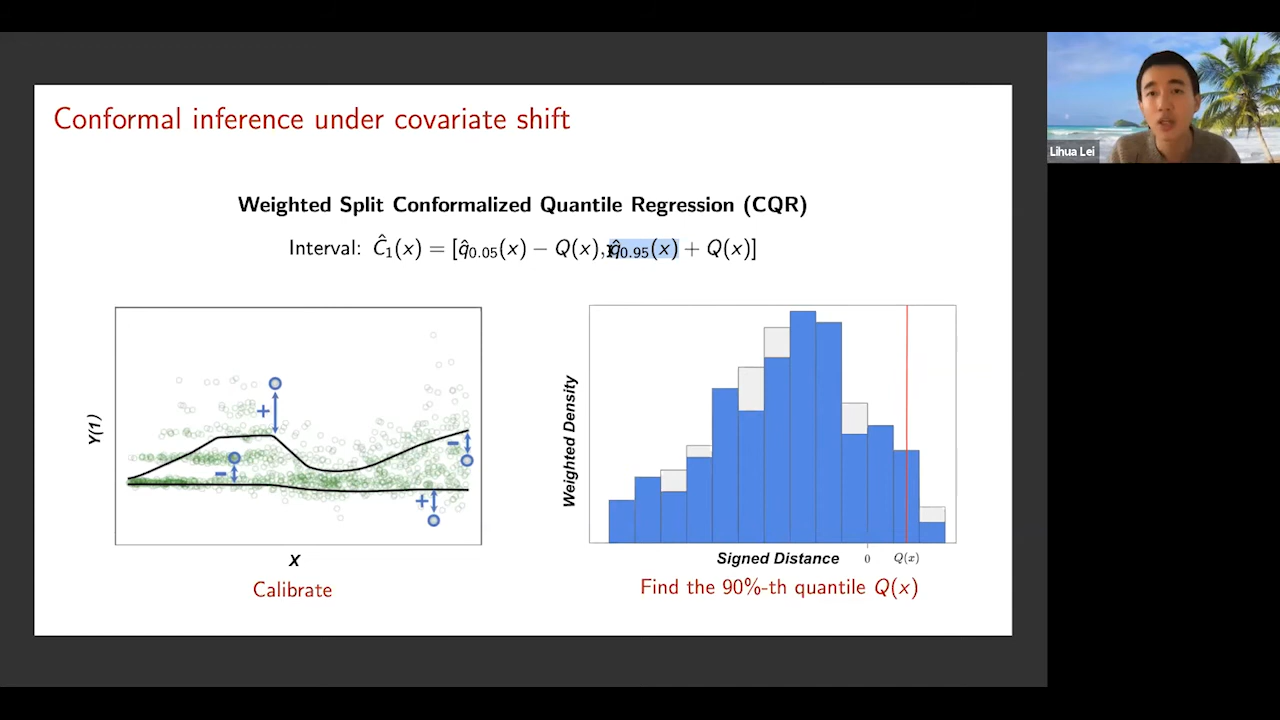 Conformal inference under covariate shift
Lihua Lei
Weighted Split Conformalized Quantile Regression (CQR)
Interval: Ĉ₁(x) = [q̂₀.₀₅(x) − Q(x), q̂₀.₉₅(x) + Q(x)]
Y(1)
+
−
−
+
X
Calibrate
Weighted Density
Signed Distance
0
Q(x)
Find the 90%-th quantile Q(x)